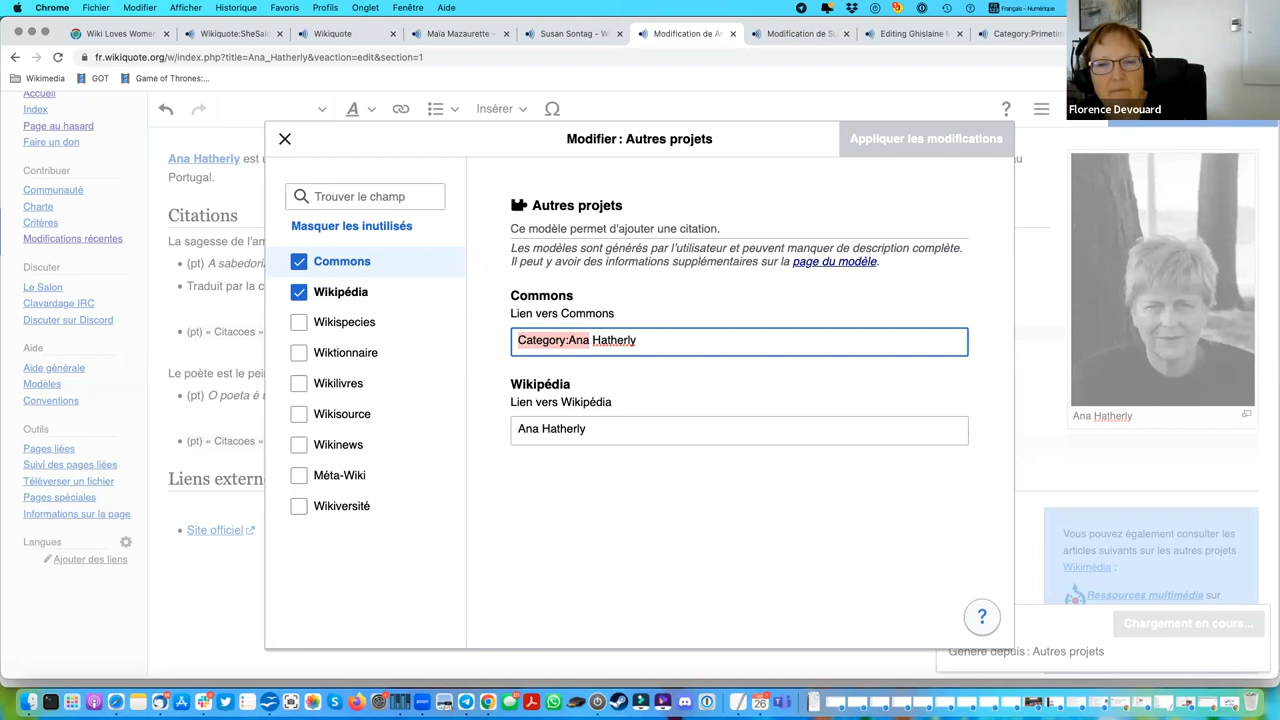 Chrome Fichier Modifier Afficher Historique Favoris Profils Onglet Fenêtre Aide Français – Numérique
Wiki Loves Women Wikiquote:SheSaid Wikiquote Maïa Mazaurette – Susan Sontag – Wi Modification de An Modification de Su Editing Ghislaine M Category:Primetim
fr.wikiquote.org/w/index.php?title=Ana_Hatherly&veaction=edit&section=1
Wikimedia GOT Game of Thrones:...
Florence Devouard
Accueil
Index
Page au hasard
Faire un don
Contribuer
Communauté
Charte
Critères
Modifications récentes
Discuter
Le Salon
Clavardage IRC
Discuter sur Discord
Aide
Aide générale
Modèles
Conventions
Outils
Pages liées
Suivi des pages liées
Téléverser un fichier
Pages spéciales
Informations sur la page
Langues
Ajouter des liens
A Insérer Ω ?
Ana Hatherly est u au
Portugal.
Citations
La sagesse de l'am
(pt) A sabedori
Traduit par la c
(pt) « Citacoes »
Le poète est le pei
(pt) O poeta é u
(pt) « Citacoes »
Liens extern
Site officiel
Modifier : Autres projets
Appliquer les modifications
Trouver le champ
Masquer les inutilisés
Commons
Wikipédia
Wikispecies
Wiktionnaire
Wikilivres
Wikisource
Wikinews
Méta-Wiki
Wikiversité
Autres projets
Ce modèle permet d'ajouter une citation.
Les modèles sont générés par l'utilisateur et peuvent manquer de description complète.
Il peut y avoir des informations supplémentaires sur la page du modèle.
Commons
Lien vers Commons
Category:Ana Hatherly
Wikipédia
Lien vers Wikipédia
Ana Hatherly
?
Ana Hatherly
Vous pouvez également consulter les
articles suivants sur les autres projets
Wikimédia :
Ressources multimédia sur
Chargement en cours...
Généré depuis : Autres projets
26